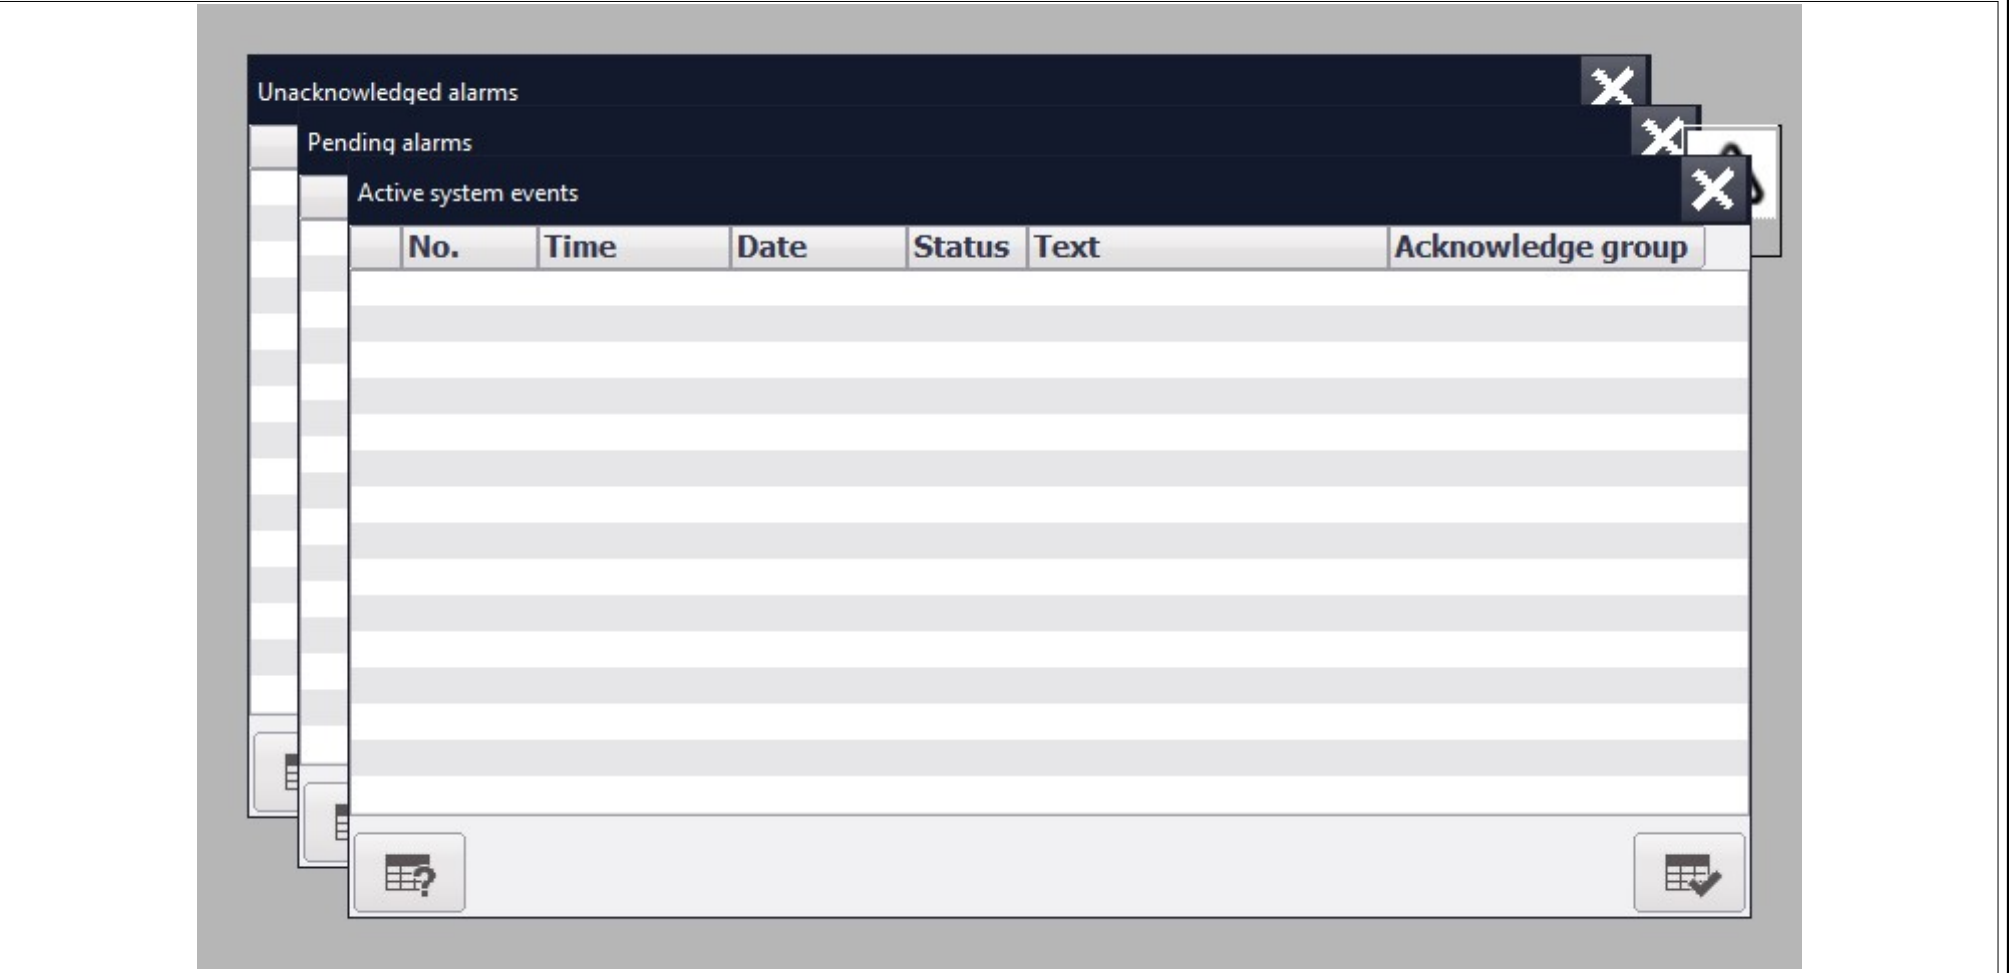 Unacknowledged alarms
Pending alarms
Active system events
No. Time Date Status Text Acknowledge group